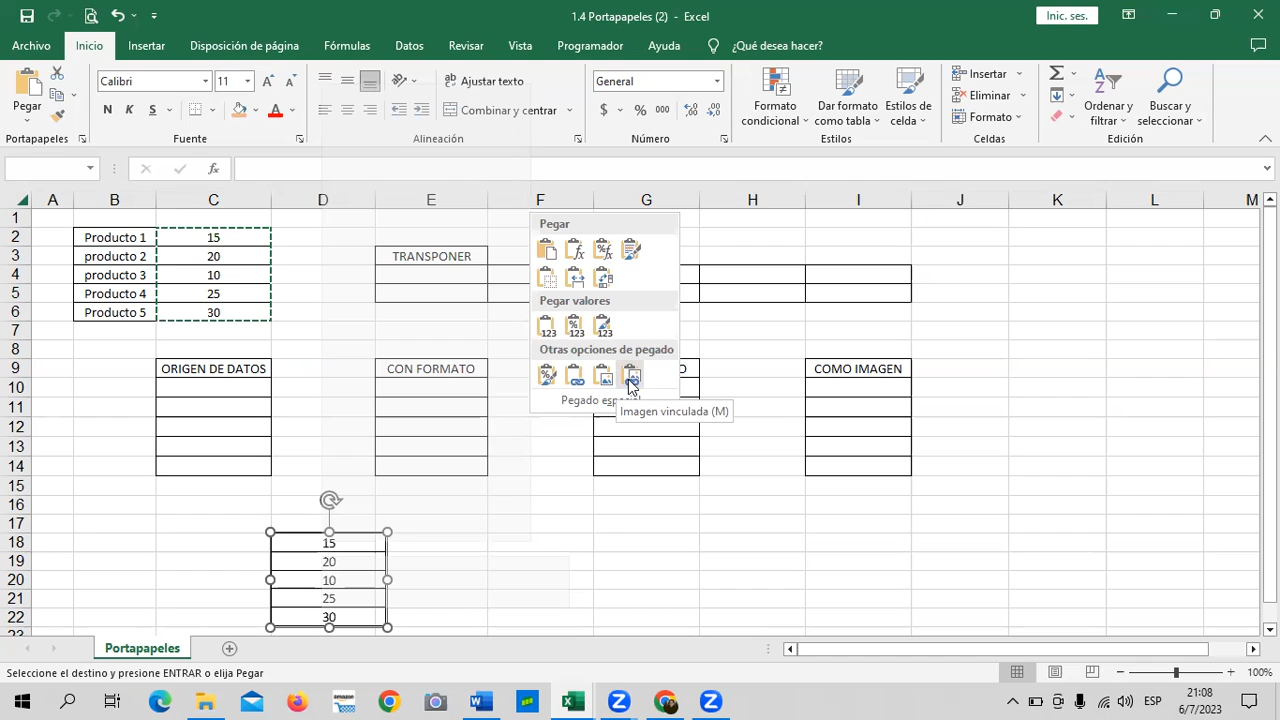 1.4 Portapapeles (2) - Excel
Inic. ses.
Archivo Inicio Insertar Disposición de página Fórmulas Datos Revisar Vista Programador Ayuda ¿Qué desea hacer?
Pegar
Portapapeles
Calibri 11
N K S
Fuente
Ajustar texto
Combinar y centrar
Alineación
General
$ % 000
Número
Formato condicional
Dar formato como tabla
Estilos de celda
Estilos
Insertar
Eliminar
Formato
Celdas
Ordenar y filtrar
Buscar y seleccionar
Edición
fx
A B C D E F G H I J K L M
1
2 Producto 1 15
3 producto 2 20 TRANSPONER
4 producto 3 10
5 Producto 4 25
6 Producto 5 30
7
8
9 ORIGEN DE DATOS CON FORMATO COMO IMAGEN
10
11
12
13
14
15
16
17
18 15
19 20
20 10
21 25
22 30
23
Pegar
Pegar valores
123 123 123
Otras opciones de pegado
Imagen vinculada (M)
Portapapeles
Seleccione el destino y presione ENTRAR o elija Pegar
100%
ESP
21:08
6/7/2023